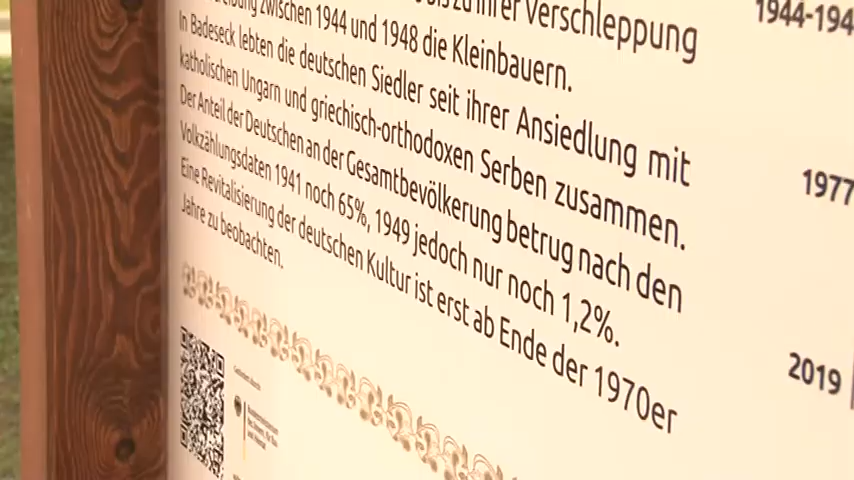 zu ihrer Verschleppung
zwischen 1944 und 1948 die Kleinbauern.
In Badeseck lebten die deutschen Siedler seit ihrer Ansiedlung mit
katholischen Ungarn und griechisch-orthodoxen Serben zusammen.
Der Anteil der Deutschen an der Gesamtbevölkerung betrug nach den
Volkzählungsdaten 1941 noch 65%, 1949 jedoch nur noch 1,2%.
Eine Revitalisierung der deutschen Kultur ist erst ab Ende der 1970er
Jahre zu beobachten.
1944-194
1977
2019